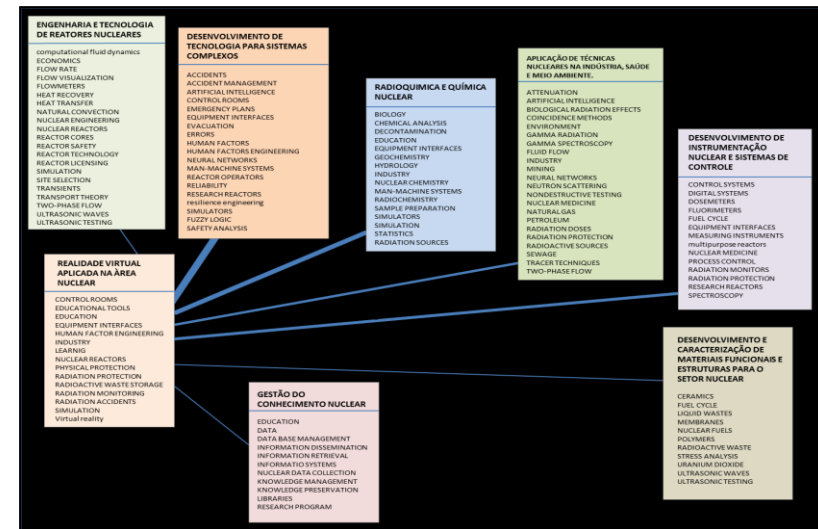 ENGENHARIA E TECNOLOGIA
DE REATORES NUCLEARES
computational fluid dynamics
ECONOMICS
FLOW RATE
FLOW VISUALIZATION
FLOWMETERS
HEAT RECOVERY
HEAT TRANSFER
NATURAL CONVECTION
NUCLEAR ENGINEERING
NUCLEAR REACTORS
REACTOR CORES
REACTOR SAFETY
REACTOR TECHNOLOGY
REACTOR LICENSING
SIMULATION
SITE SELECTION
TRANSIENTS
TRANSPORT THEORY
TWO-PHASE FLOW
ULTRASONIC WAVES
ULTRASONIC TESTING
DESENVOLVIMENTO DE
TECNOLOGIA PARA SISTEMAS
COMPLEXOS
ACCIDENTS
ACCIDENT MANAGEMENT
ARTIFICIAL INTELLIGENCE
CONTROL ROOMS
EMERGENCY PLANS
EQUIPMENT INTERFACES
EVACUATION
ERRORS
HUMAN FACTORS
HUMAN FACTORS ENGINEERING
NEURAL NETWORKS
MAN-MACHINE SYSTEMS
REACTOR OPERATORS
RELIABILITY
RESEARCH REACTORS
resilience engineering
SIMULATORS
FUZZY LOGIC
SAFETY ANALYSIS
RADIOQUIMICA E QUÍMICA
NUCLEAR
BIOLOGY
CHEMICAL ANALYSIS
DECONTAMINATION
EDUCATION
EQUIPMENT INTERFACES
GEOCHEMISTRY
HYDROLOGY
INDUSTRY
NUCLEAR CHEMISTRY
MAN-MACHINE SYSTEMS
RADIOCHEMISTRY
SAMPLE PREPARATION
SIMULATORS
SIMULATION
STATISTICS
RADIATION SOURCES
APLICAÇÃO DE TÉCNICAS
NUCLEARES NA INDÚSTRIA, SAÚDE
E MEIO AMBIENTE.
ATTENUATION
ARTIFICIAL INTELLIGENCE
BIOLOGICAL RADIATION EFFECTS
COINCIDENCE METHODS
ENVIRONMENT
GAMMA RADIATION
GAMMA SPECTROSCOPY
FLUID FLOW
INDUSTRY
MINING
NEURAL NETWORKS
NEUTRON SCATTERING
NONDESTRUCTIVE TESTING
NUCLEAR MEDICINE
NATURAL GAS
PETROLEUM
RADIATION DOSES
RADIATION PROTECTION
RADIOACTIVE SOURCES
SEWAGE
TRACER TECHNIQUES
TWO-PHASE FLOW
DESENVOLVIMENTO DE
INSTRUMENTAÇÃO
NUCLEAR E SISTEMAS DE
CONTROLE
CONTROL SYSTEMS
DIGITAL SYSTEMS
DOSEMETERS
FLUORIMETERS
FUEL CYCLE
EQUIPMENT INTERFACES
MEASURING INSTRUMENTS
multipurpose reactors
NUCLEAR MEDICINE
PROCESS CONTROL
RADIATION MONITORS
RADIATION PROTECTION
RESEARCH REACTORS
SPECTROSCOPY
REALIDADE VIRTUAL
APLICADA NA ÀREA
NUCLEAR
CONTROL ROOMS
EDUCATIONAL TOOLS
EDUCATION
EQUIPMENT INTERFACES
HUMAN FACTOR ENGINEERING
INDUSTRY
LEARNIG
NUCLEAR REACTORS
PHYSICAL PROTECTION
RADIATION PROTECTION
RADIOACTIVE WASTE STORAGE
RADIATION MONITORING
RADIATION ACCIDENTS
SIMULATION
Virtual reality
GESTÃO DO
CONHECIMENTO NUCLEAR
EDUCATION
DATA
DATA BASE MANAGEMENT
INFORMATION DISSEMINATION
INFORMATION RETRIEVAL
INFORMATIO SYSTEMS
NUCLEAR DATA COLLECTION
KNOWLEDGE MANAGEMENT
KNOWLEDGE PRESERVATION
LIBRARIES
RESEARCH PROGRAM
DESENVOLVIMENTO E
CARACTERIZAÇÃO DE
MATERIAIS FUNCIONAIS E
ESTRUTURAS PARA O
SETOR NUCLEAR
CERAMICS
FUEL CYCLE
LIQUID WASTES
MEMBRANES
NUCLEAR FUELS
POLYMERS
RADIOACTIVE WASTE
STRESS ANALYSIS
URANIUM DIOXIDE
ULTRASONIC WAVES
ULTRASONIC TESTING